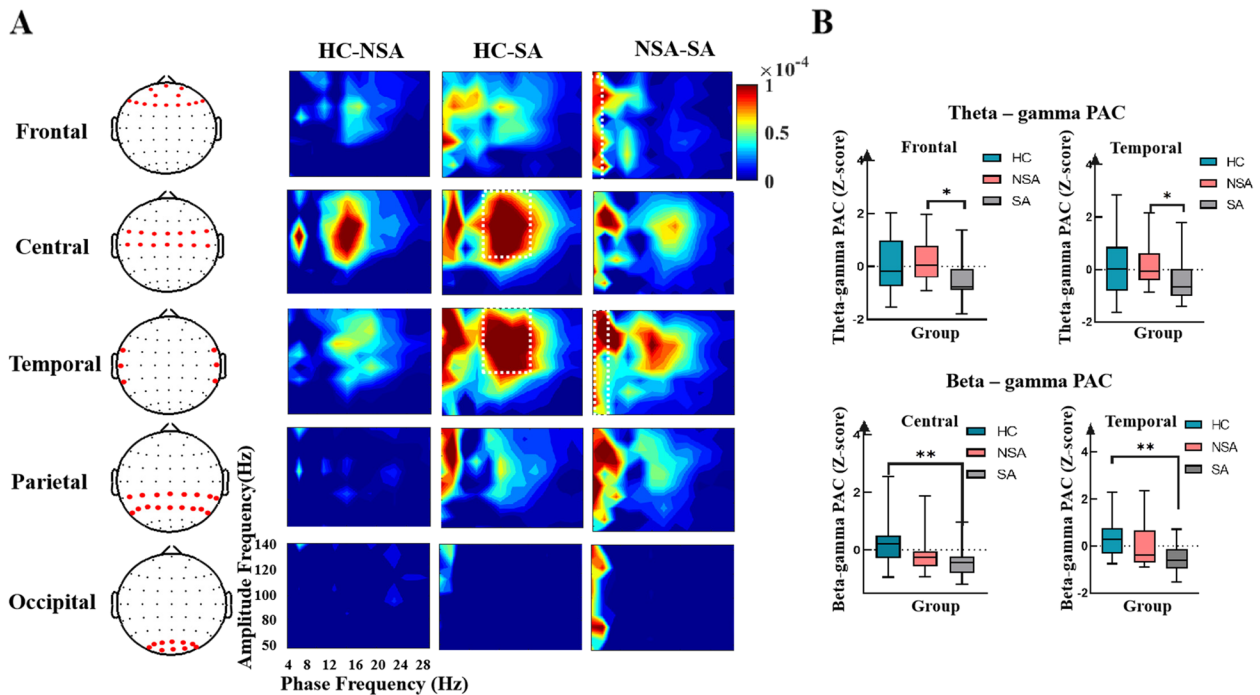 A
HC-NSA
HC-SA
NSA-SA
×10⁻⁴
1
0.5
0
Frontal
Central
Temporal
Parietal
Occipital
Amplitude Frequency(Hz)
140
120
100
80
50
4 8 12 16 20 24 28
Phase Frequency (Hz)
B
Theta – gamma PAC
Frontal
Theta-gamma PAC (Z-score)
4
2
0
-2
HC
NSA
SA
*
Group
Temporal
Theta-gamma PAC (Z-score)
4
2
0
-2
HC
NSA
SA
*
Group
Beta – gamma PAC
Central
Beta-gamma PAC (Z-score)
4
2
0
HC
NSA
SA
**
Group
Temporal
Beta-gamma PAC (Z-score)
4
2
0
-2
HC
NSA
SA
**
Group